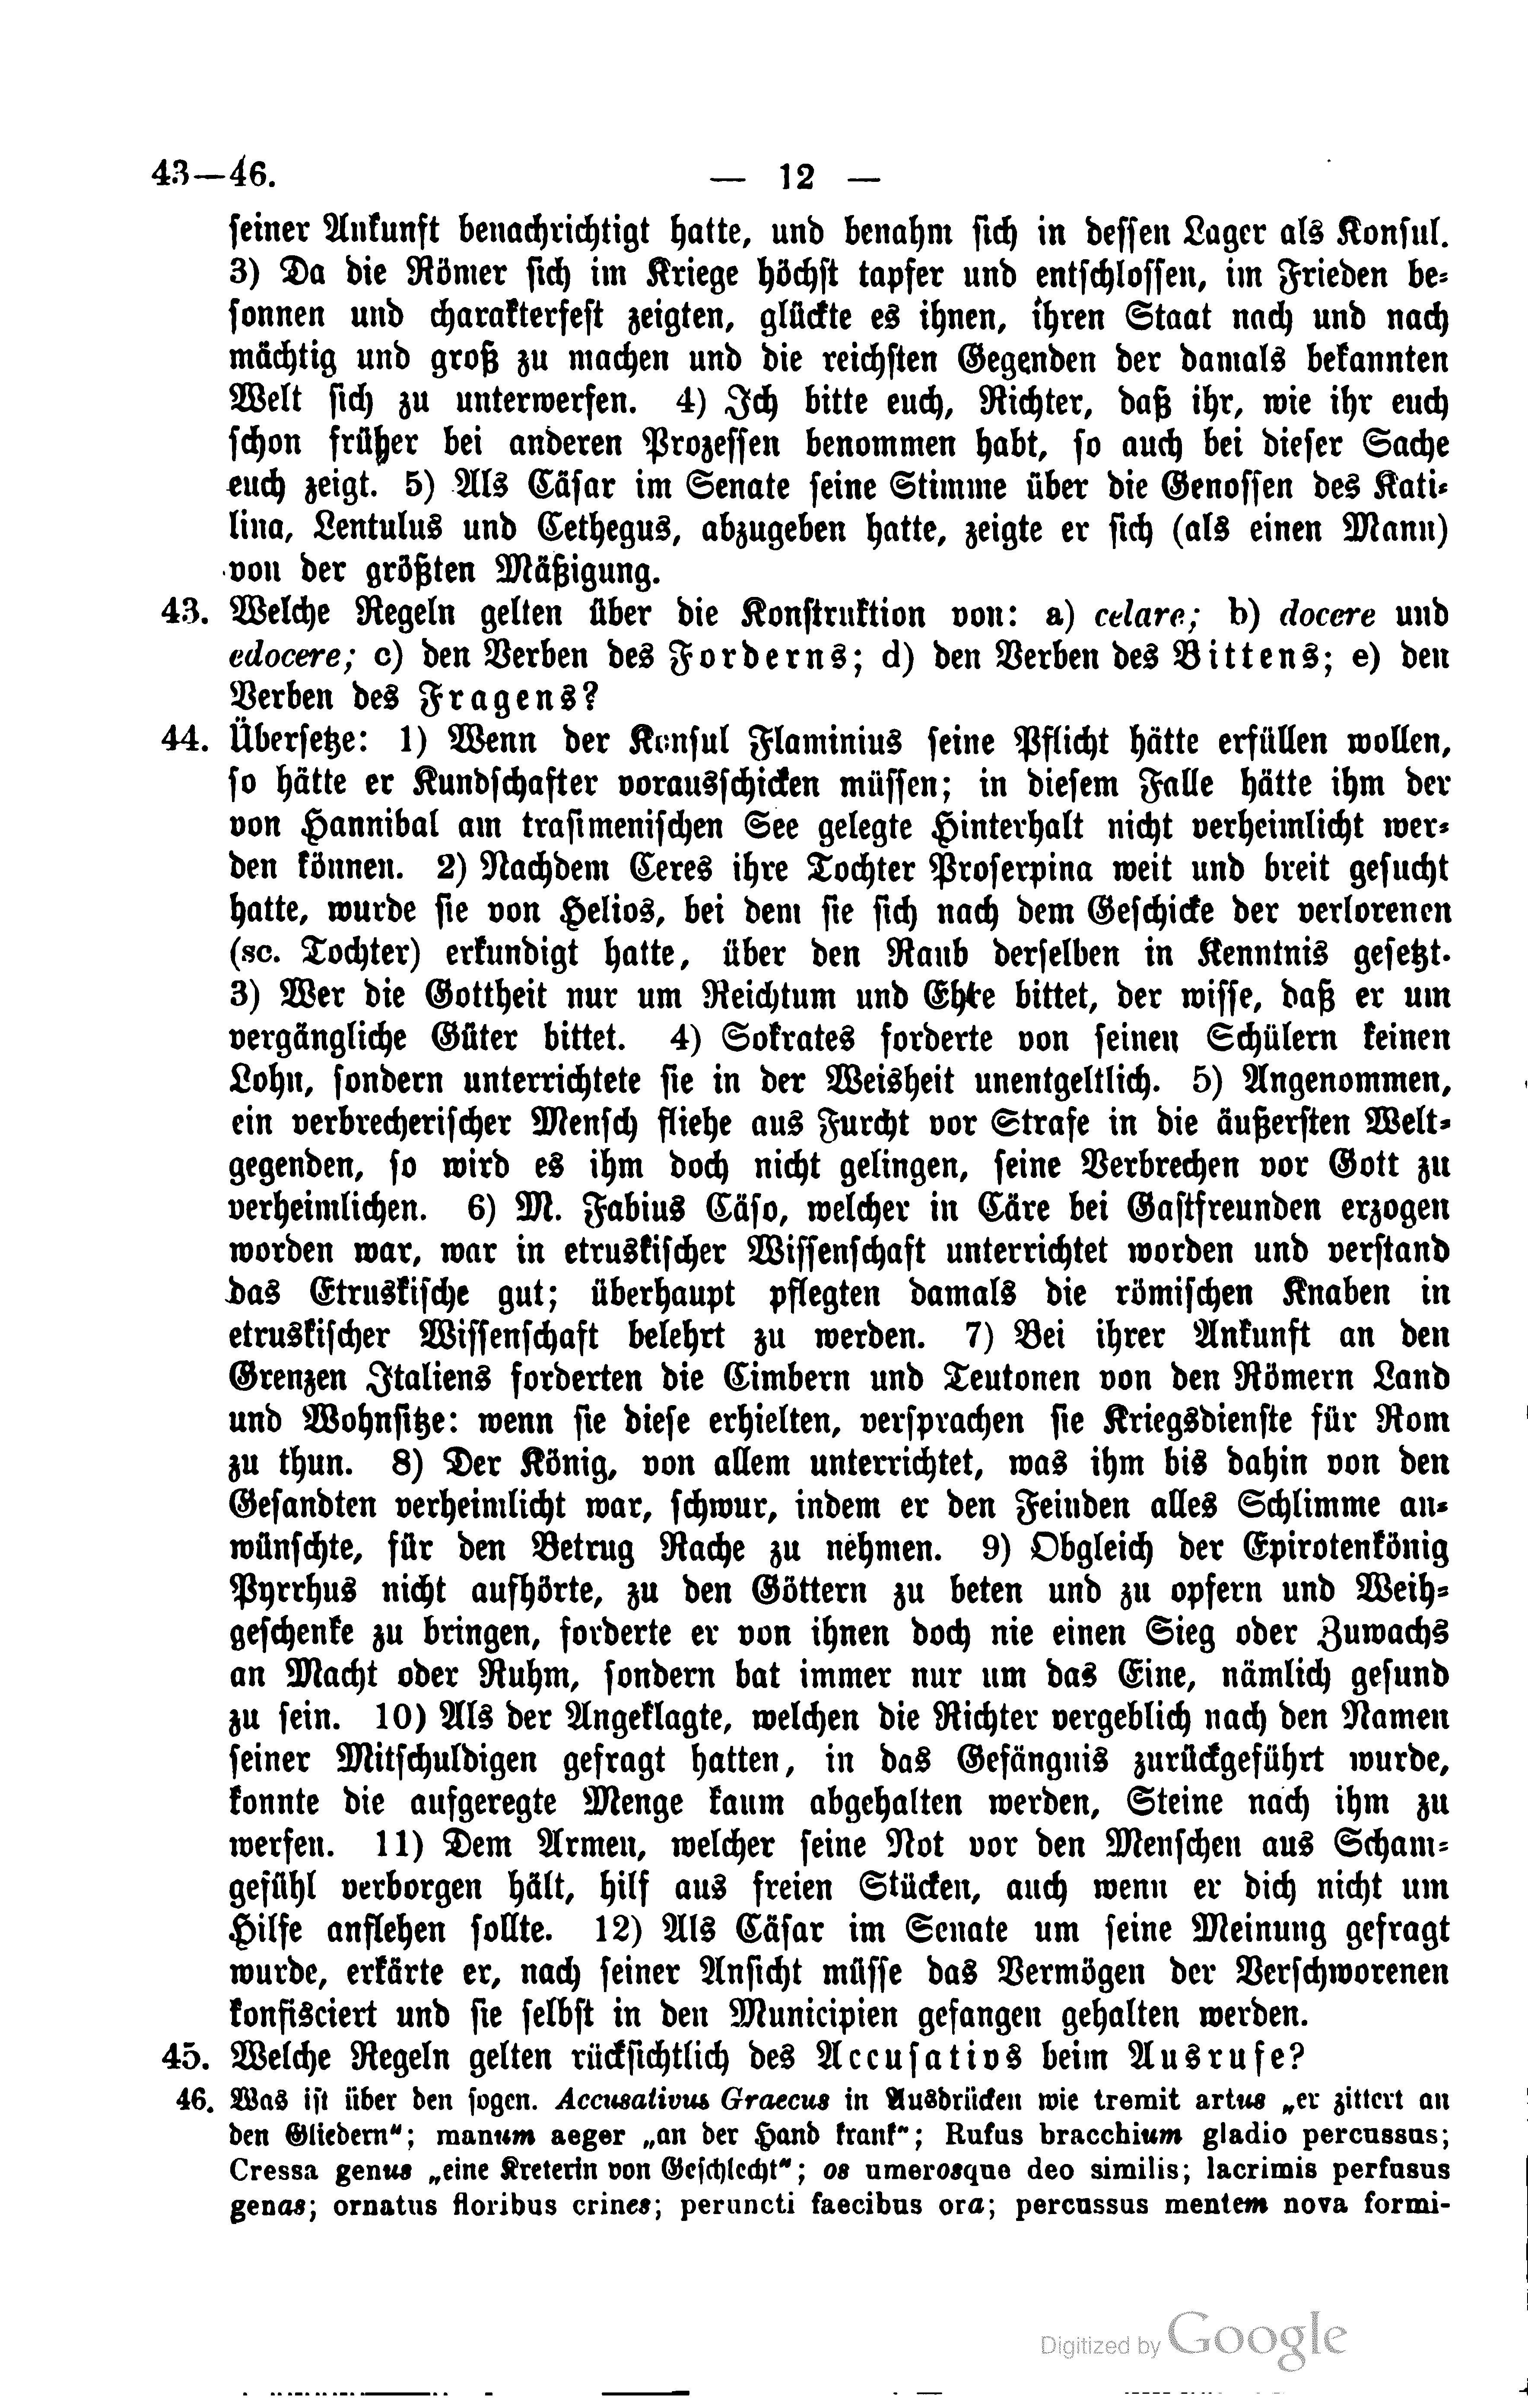 43—46.
— 12 —
seiner Ankunft benachrichtigt hatte, und benahm sich in dessen Lager als Konsul.
3) Da die Römer sich im Kriege höchst tapfer und entschlossen, im Frieden be-
sonnen und charakterfest zeigten, glückte es ihnen, ihren Staat nach und nach
mächtig und groß zu machen und die reichsten Gegenden der damals bekannten
Welt sich zu unterwerfen. 4) Ich bitte euch, Richter, daß ihr, wie ihr euch
schon früher bei anderen Prozessen benommen habt, so auch bei dieser Sache
euch zeigt. 5) Als Cäsar im Senate seine Stimme über die Genossen des Kati-
lina, Lentulus und Cethegus, abzugeben hatte, zeigte er sich (als einen Mann)
von der größten Mäßigung.
43. Welche Regeln gelten über die Konstruktion von: a) celare; b) docere und
edocere; c) den Verben des Forderns; d) den Verben des Bittens; e) den
Verben des Fragens?
44. Übersetze: 1) Wenn der Konsul Flaminius seine Pflicht hätte erfüllen wollen,
so hätte er Kundschafter vorausschicken müssen; in diesem Falle hätte ihm der
von Hannibal am trasimenischen See gelegte Hinterhalt nicht verheimlicht wer-
den können. 2) Nachdem Ceres ihre Tochter Proserpina weit und breit gesucht
hatte, wurde sie von Helios, bei dem sie sich nach dem Geschicke der verlorenen
(sc. Tochter) erkundigt hatte, über den Raub derselben in Kenntnis gesetzt.
3) Wer die Gottheit nur um Reichtum und Ehre bittet, der wisse, daß er um
vergängliche Güter bittet. 4) Sokrates forderte von seinen Schülern keinen
Lohn, sondern unterrichtete sie in der Weisheit unentgeltlich. 5) Angenommen,
ein verbrecherischer Mensch fliehe aus Furcht vor Strafe in die äußersten Welt-
gegenden, so wird es ihm doch nicht gelingen, seine Verbrechen vor Gott zu
verheimlichen. 6) M. Fabius Cäso, welcher in Cäre bei Gastfreunden erzogen
worden war, war in etruskischer Wissenschaft unterrichtet worden und verstand
das Etruskische gut; überhaupt pflegten damals die römischen Knaben in
etruskischer Wissenschaft belehrt zu werden. 7) Bei ihrer Ankunft an den
Grenzen Italiens forderten die Cimbern und Teutonen von den Römern Land
und Wohnsitze: wenn sie diese erhielten, versprachen sie Kriegsdienste für Rom
zu thun. 8) Der König, von allem unterrichtet, was ihm bis dahin von den
Gesandten verheimlicht war, schwur, indem er den Feinden alles Schlimme an-
wünschte, für den Betrug Rache zu nehmen. 9) Obgleich der Epirotenkönig
Pyrrhus nicht aufhörte, zu den Göttern zu beten und zu opfern und Weih-
geschenke zu bringen, forderte er von ihnen doch nie einen Sieg oder Zuwachs
an Macht oder Ruhm, sondern bat immer nur um das Eine, nämlich gesund
zu sein. 10) Als der Angeklagte, welchen die Richter vergeblich nach den Namen
seiner Mitschuldigen gefragt hatten, in das Gefängnis zurückgeführt wurde,
konnte die aufgeregte Menge kaum abgehalten werden, Steine nach ihm zu
werfen. 11) Dem Armen, welcher seine Not vor den Menschen aus Scham-
gefühl verborgen hält, hilf aus freien Stücken, auch wenn er dich nicht um
Hilfe anflehen sollte. 12) Als Cäsar im Senate um seine Meinung gefragt
wurde, erkärte er, nach seiner Ansicht müsse das Vermögen der Verschworenen
konfisciert und sie selbst in den Municipien gefangen gehalten werden.
45. Welche Regeln gelten rücksichtlich des Accusativs beim Ausrufe?
46. Was ist über den sogen. Accusativus Graecus in Ausdrücken wie tremit artus „er zittert an
den Gliedern“; manum aeger „an der Hand krank“; Rufus bracchium gladio percussus;
Cressa genus „eine Kreterin von Geschlecht“; os umerosque deo similis; lacrimis perfusus
genas; ornatus floribus crines; peruncti faecibus ora; percussus mentem nova formi-
Digitized by Google